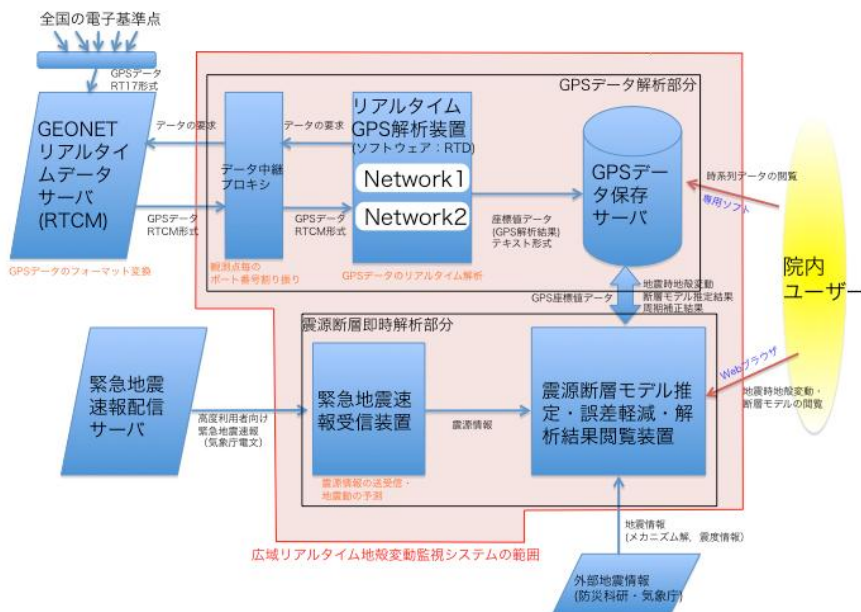 全国の電子基準点
GPSデータ
RT17形式
GEONET
リアルタイ
ムデータ
サーバ
(RTCM)
GPSデータのフォーマット変換
データの要求
GPSデータ
RTCM形式
GPSデータ解析部分
データ中継
プロキシ
観測点毎の
ポート番号割り振り
データの要求
GPSデータ
RTCM形式
リアルタイム
GPS解析装置
(ソフトウェア：RTD)
Network1
Network2
GPSデータのリアルタイム解析
座標値データ
(GPS解析結果)
テキスト形式
GPSデー
タ保存
サーバ
時系列データの閲覧
専用ソフト
院内
ユーザー
GPS座標値データ
地震時地殻変動
断層モデル推定結果
周期補正結果
震源断層即時解析部分
緊急地震
速報配信
サーバ
高度利用者向け
緊急地震速報
(気象庁電文)
緊急地震速
報受信装置
震源情報の送受信・
地震動の予測
震源情報
震源断層モデル推
定・誤差軽減・解
析結果閲覧装置
Webブラウザ
地震時地殻変動・
断層モデルの閲覧
地震情報
(メカニズム解，震度情報)
広域リアルタイム地殻変動監視システムの範囲
外部地震情報
(防災科研・気象庁)